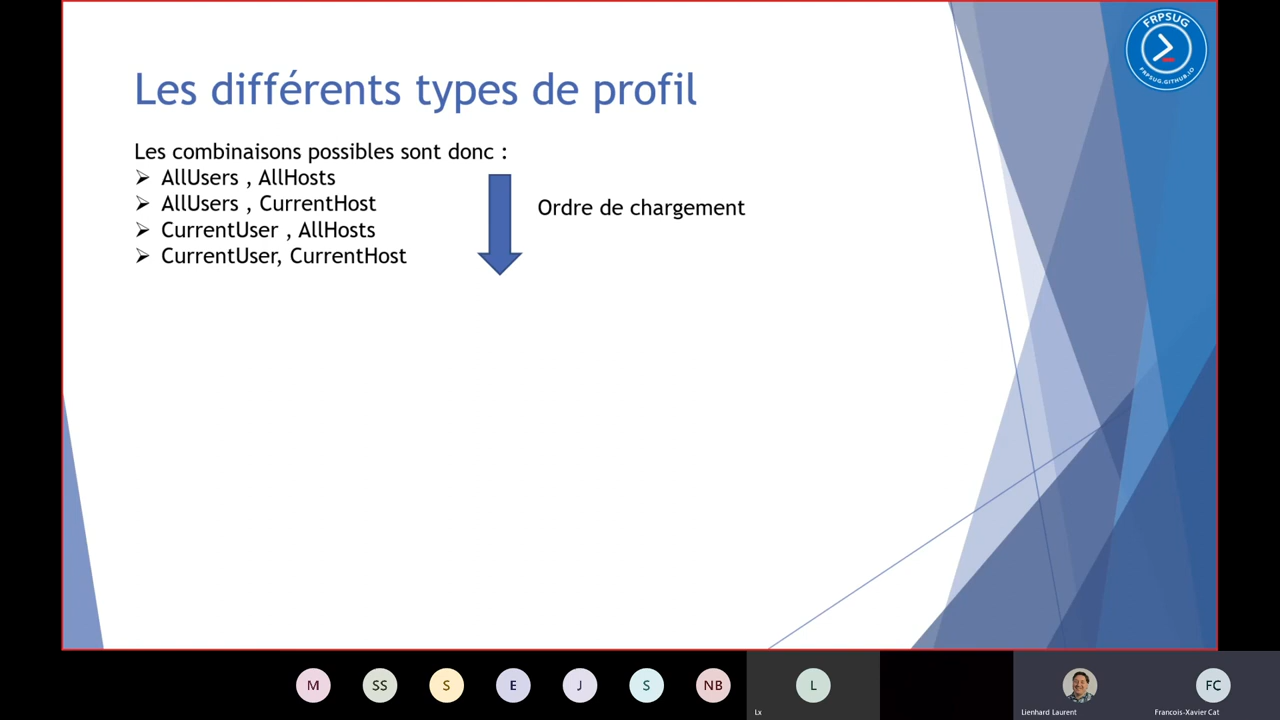 FRPSUG
FRPSUG.GITHUB.IO
Les différents types de profil
Les combinaisons possibles sont donc :
AllUsers , AllHosts
AllUsers , CurrentHost
CurrentUser , AllHosts
CurrentUser, CurrentHost
Ordre de chargement
M
SS
S
E
J
S
NB
L
FC
Lx
Lienhard Laurent
Francois-Xavier Cat